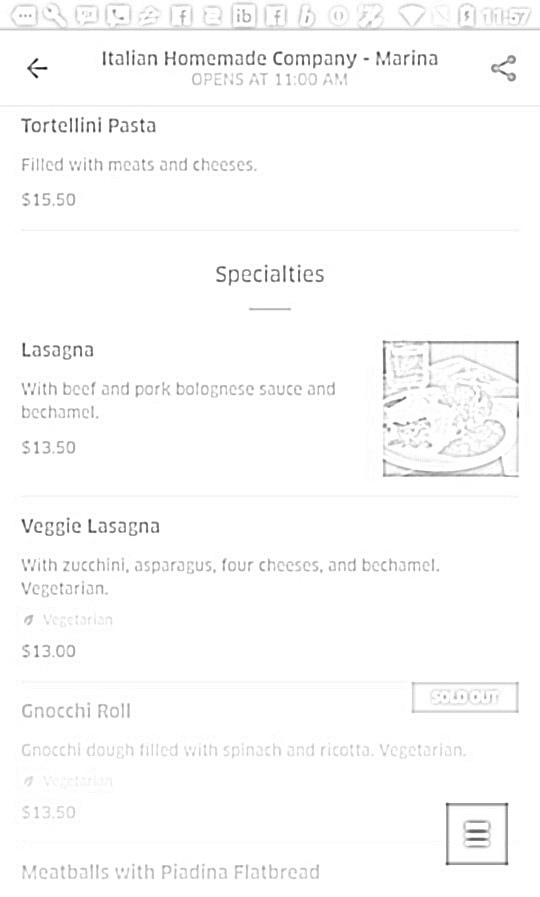 11:57
Italian Homemade Company - Marina
OPENS AT 11:00 AM
Tortellini Pasta
Filled with meats and cheeses.
$15.50
Specialties
Lasagna
With beef and pork bolognese sauce and
bechamel.
$13.50
Veggie Lasagna
With zucchini, asparagus, four cheeses, and bechamel.
Vegetarian.
Vegetarian
$13.00
SOLD OUT
Gnocchi Roll
Gnocchi dough filled with spinach and ricotta. Vegetarian.
Vegetarian
$13.50
Meatballs with Piadina Flatbread